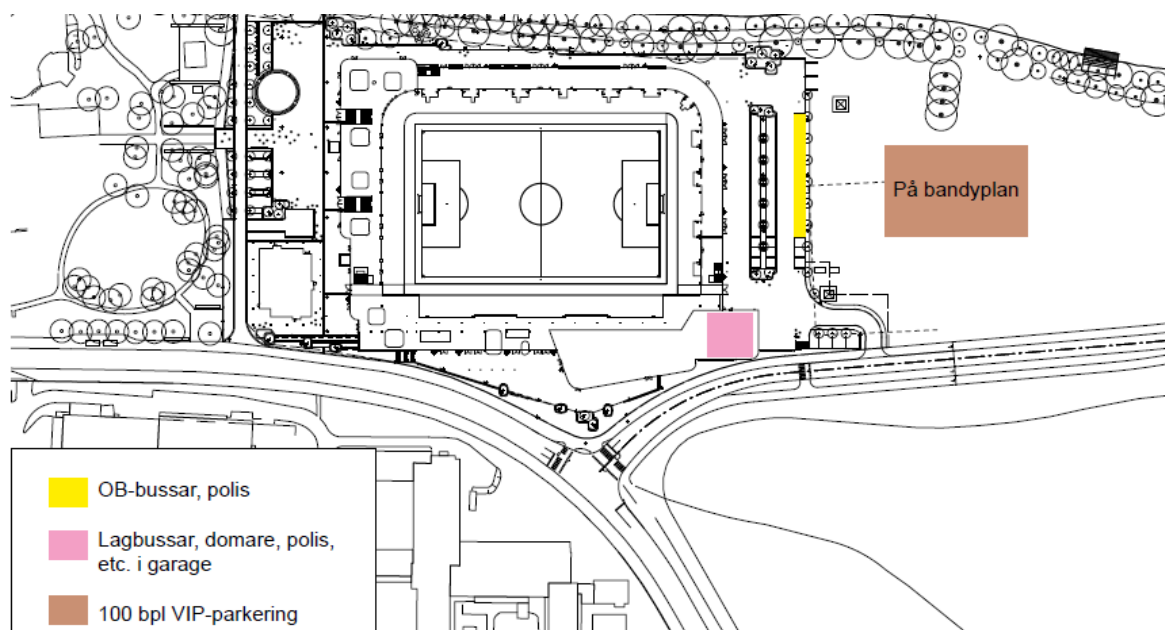 På bandyplan
OB-bussar, polis
Lagbussar, domare, polis,
etc. i garage
100 bpl VIP-parkering